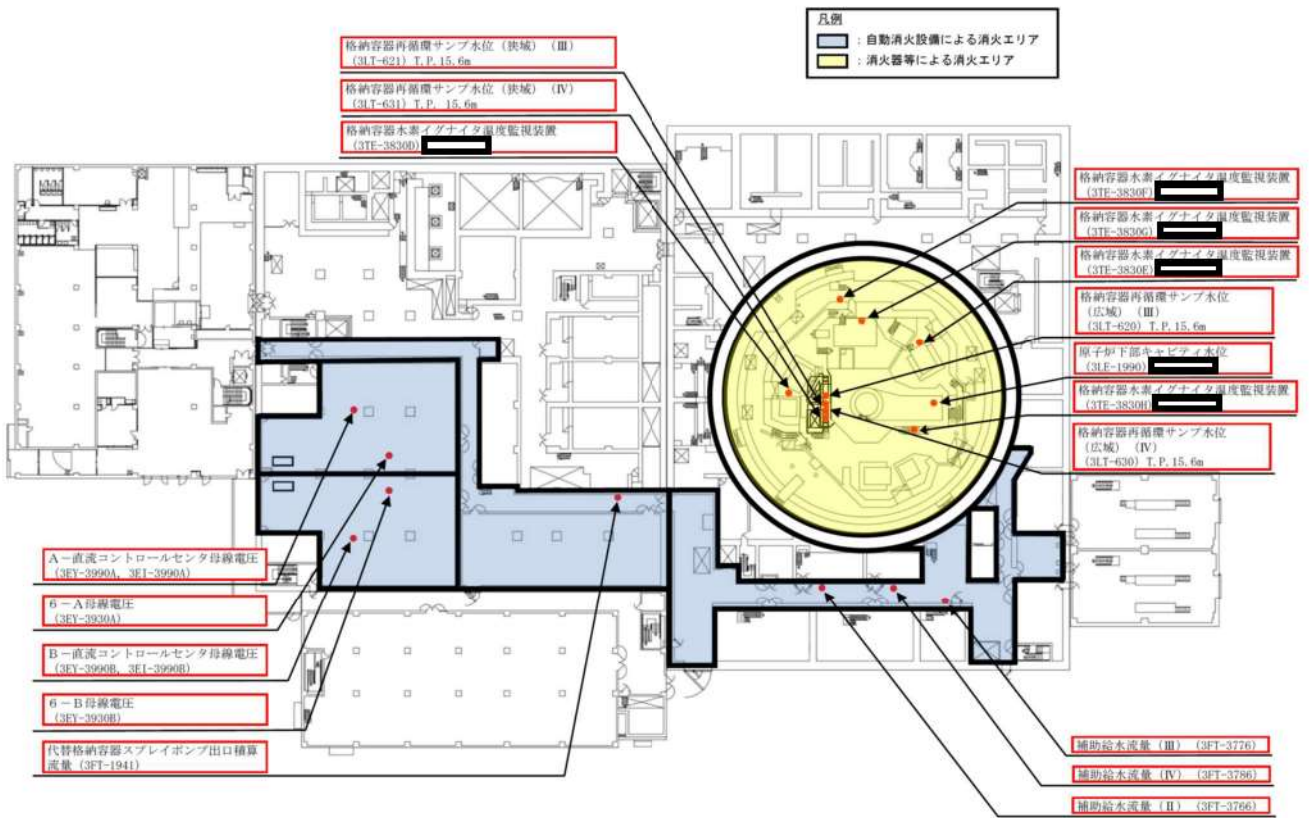 凡例
：自動消火設備による消火エリア
：消火器等による消火エリア
格納容器再循環サンプ水位（狭域）（Ⅲ）
(3LT-621) T.P.15.6m
格納容器再循環サンプ水位（狭域）（Ⅳ）
(3LT-631) T.P. 15.6m
格納容器水素イグナイタ温度監視装置
(3TE-3830D)
格納容器水素イグナイタ温度監視装置
(3TE-3830F)
格納容器水素イグナイタ温度監視装置
(3TE-3830G)
格納容器水素イグナイタ温度監視装置
(3TE-3830E)
格納容器再循環サンプ水位
（広域）（Ⅲ）
(3LT-620) T.P.15.6m
原子炉下部キャビティ水位
(3LE-1990)
格納容器水素イグナイタ温度監視装置
(3TE-3830H)
格納容器再循環サンプ水位
（広域）（Ⅳ）
(3LT-630) T.P.15.6m
A－直流コントロールセンタ母線電圧
(3EY-3990A, 3EI-3990A)
6－A母線電圧
(3EY-3930A)
B－直流コントロールセンタ母線電圧
(3EY-3990B, 3EI-3990B)
6－B母線電圧
(3EY-3930B)
代替格納容器スプレイポンプ出口積算
流量 (3FT-1941)
補助給水流量（Ⅲ） (3FT-3776)
補助給水流量（Ⅳ） (3FT-3786)
補助給水流量（Ⅱ） (3FT-3766)